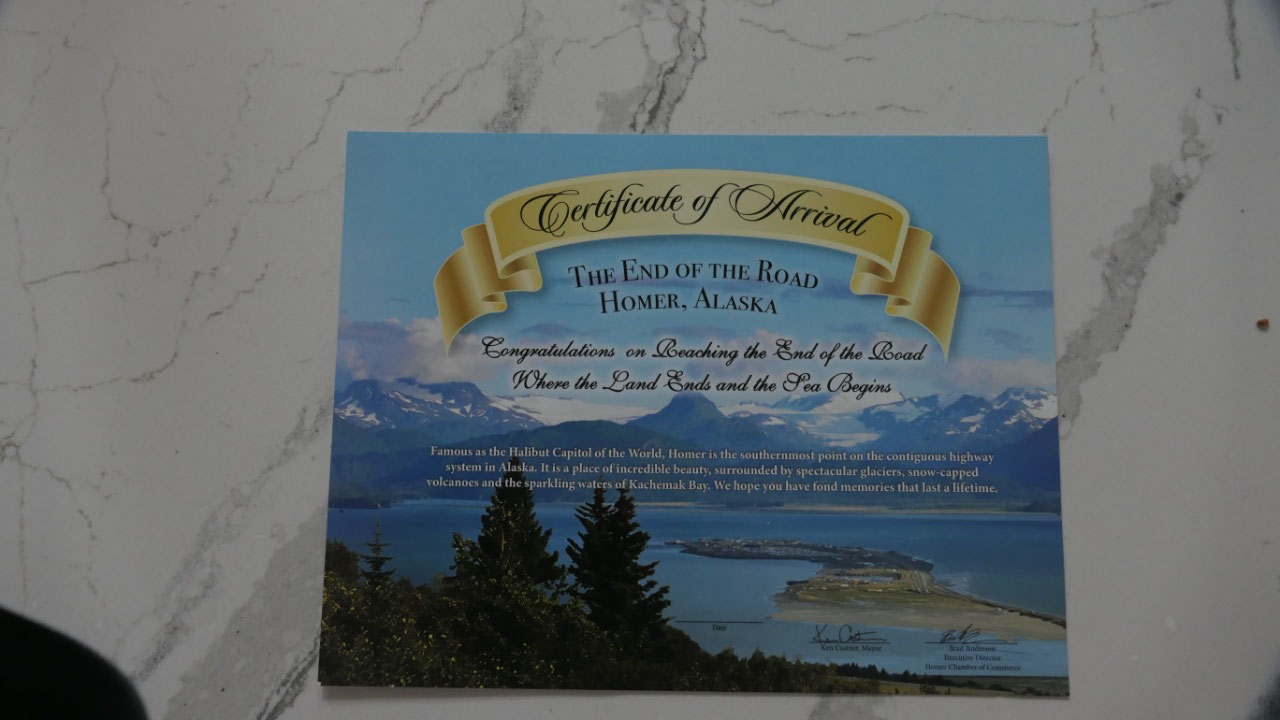 Certificate of Arrival
The End of the Road
Homer, Alaska
Congratulations on Reaching the End of the Road
Where the Land Ends and the Sea Begins
Famous as the Halibut Capitol of the World, Homer is the southernmost point on the contiguous highway
system in Alaska. It is a place of incredible beauty, surrounded by spectacular glaciers, snow-capped
volcanoes and the sparkling waters of Kachemak Bay. We hope you have fond memories that last a lifetime.
Date
Ken Castner, Mayor
Brad Anderson
Executive Director
Homer Chamber of Commerce